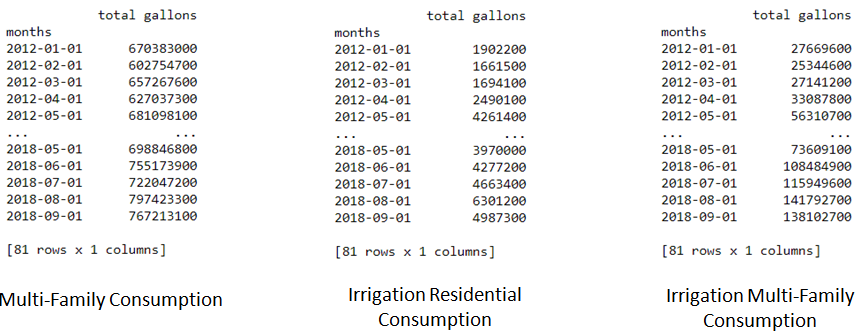 total gallons
months
2012-01-01 670383000
2012-02-01 602754700
2012-03-01 657267600
2012-04-01 627037300
2012-05-01 681098100
... ...
2018-05-01 698846800
2018-06-01 755173900
2018-07-01 722047200
2018-08-01 797423300
2018-09-01 767213100
[81 rows x 1 columns]
Multi-Family Consumption
total gallons
months
2012-01-01 1902200
2012-02-01 1661500
2012-03-01 1694100
2012-04-01 2490100
2012-05-01 4261400
... ...
2018-05-01 3970000
2018-06-01 4277200
2018-07-01 4663400
2018-08-01 6301200
2018-09-01 4987300
[81 rows x 1 columns]
Irrigation Residential
Consumption
total gallons
months
2012-01-01 27669600
2012-02-01 25344600
2012-03-01 27141200
2012-04-01 33087800
2012-05-01 56310700
... ...
2018-05-01 73609100
2018-06-01 108484900
2018-07-01 115949600
2018-08-01 141792700
2018-09-01 138102700
[81 rows x 1 columns]
Irrigation Multi-Family
Consumption